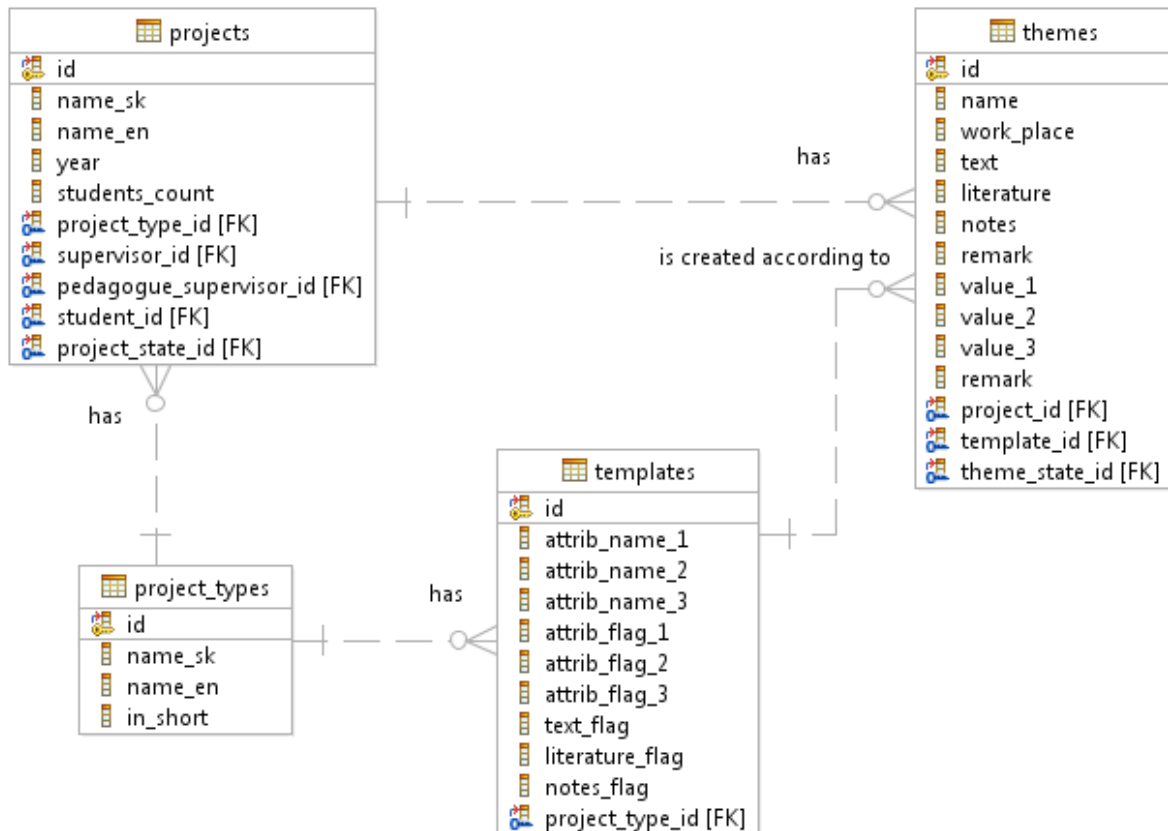 projects
id
name_sk
name_en
year
students_count
project_type_id [FK]
supervisor_id [FK]
pedagogue_supervisor_id [FK]
student_id [FK]
project_state_id [FK]
has
is created according to
themes
id
name
work_place
text
literature
notes
remark
value_1
value_2
value_3
remark
project_id [FK]
template_id [FK]
theme_state_id [FK]
has
project_types
id
name_sk
name_en
in_short
has
templates
id
attrib_name_1
attrib_name_2
attrib_name_3
attrib_flag_1
attrib_flag_2
attrib_flag_3
text_flag
literature_flag
notes_flag
project_type_id [FK]